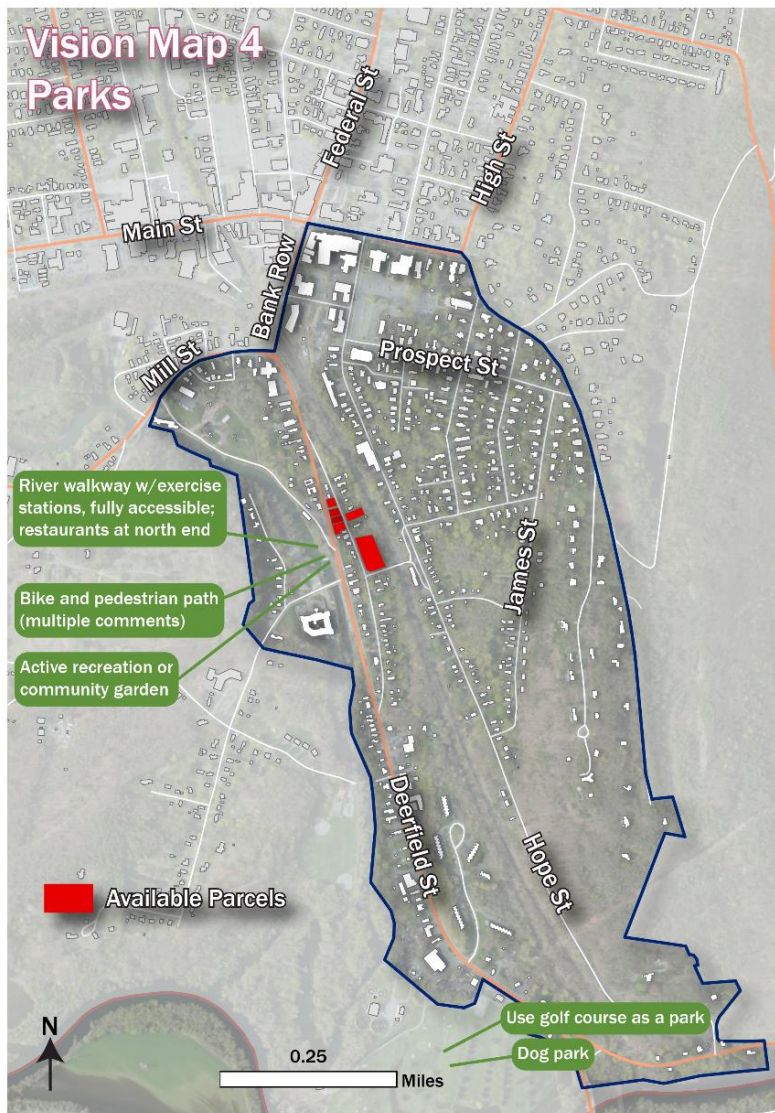 Vision Map 4
Parks
Federal St
High St
Main St
Bank Row
Mill St
Prospect St
River walkway w/exercise
stations, fully accessible;
restaurants at north end
James St
Bike and pedestrian path
(multiple comments)
Active recreation or
community garden
Deerfield St
Hope St
Available Parcels
Use golf course as a park
Dog park
N
0.25
Miles